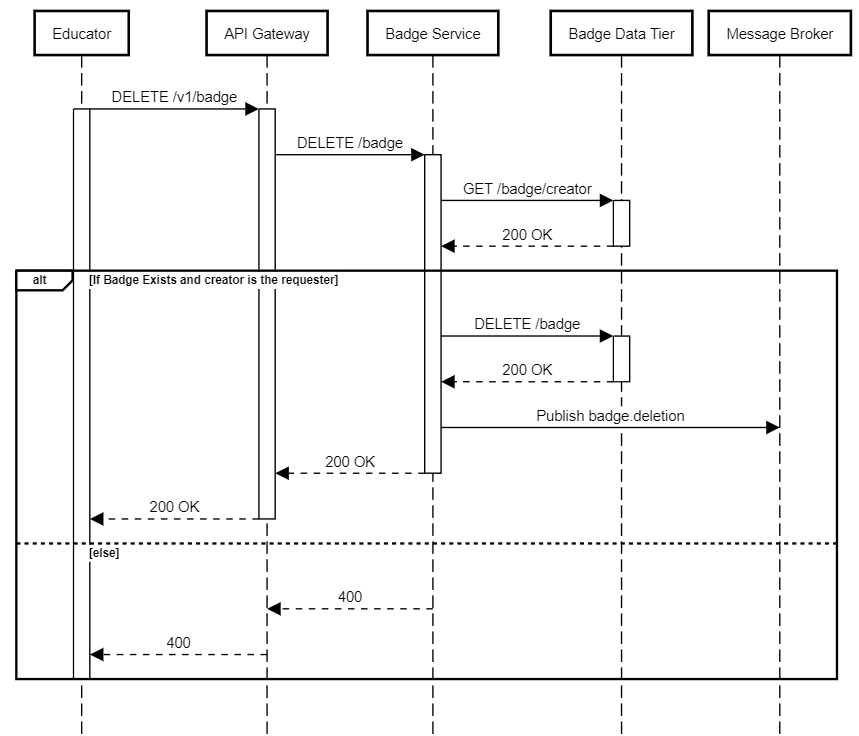 Educator
API Gateway
Badge Service
Badge Data Tier
Message Broker
DELETE /v1/badge
DELETE /badge
GET /badge/creator
200 OK
alt
[If Badge Exists and creator is the requester]
DELETE /badge
200 OK
Publish badge.deletion
200 OK
200 OK
[else]
400
400